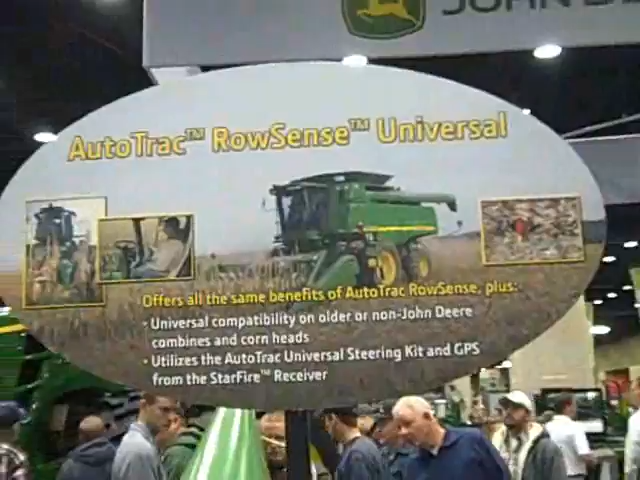 JOHN
AutoTrac™ RowSense™ Universal
Offers all the same benefits of AutoTrac RowSense, plus:
· Universal compatibility on older or non-John Deere
combines and corn heads
· Utilizes the AutoTrac Universal Steering Kit and GPS
from the StarFire™ Receiver